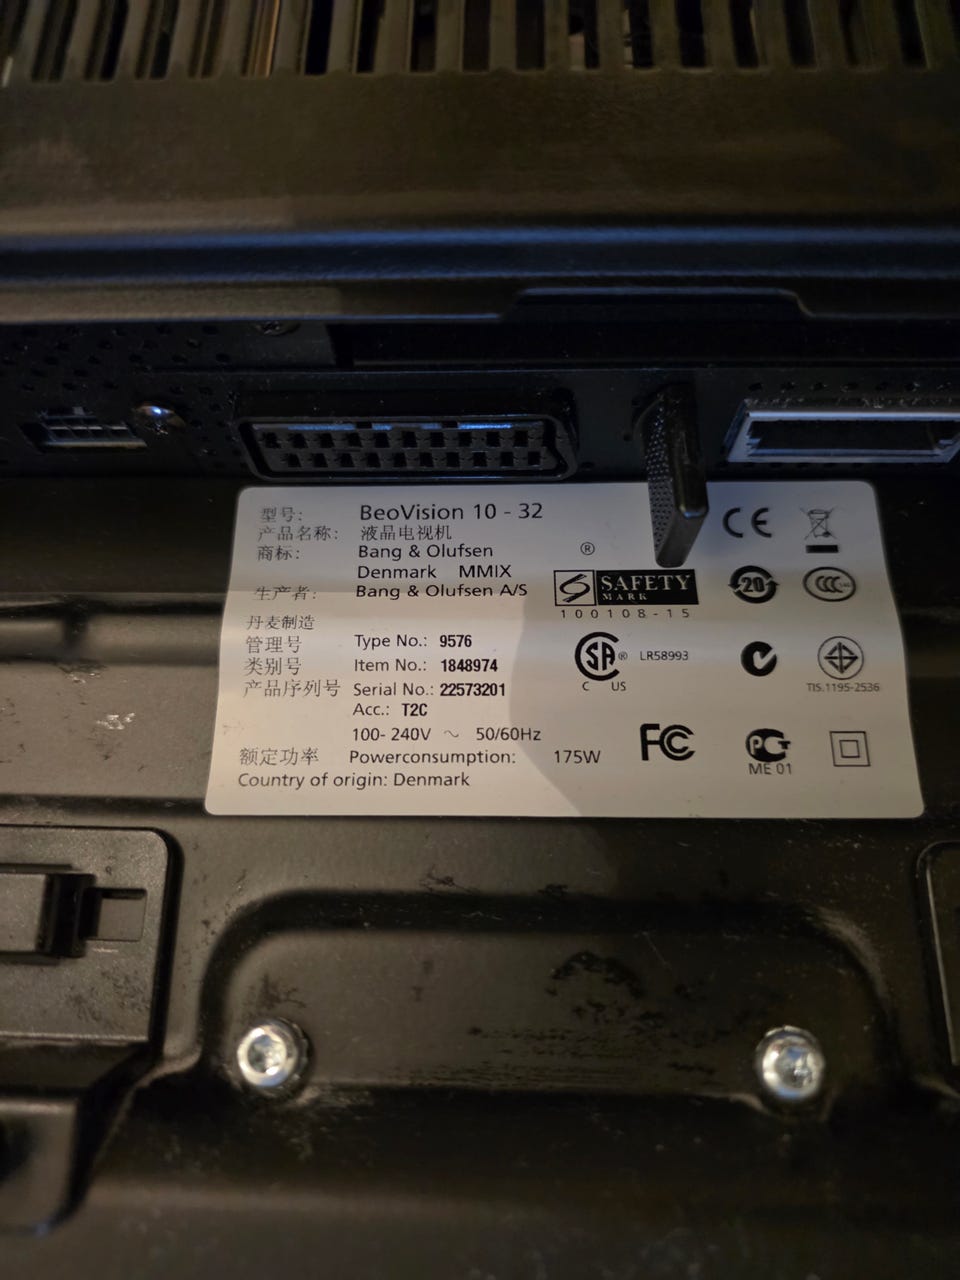 型号: BeoVision 10 - 32
产品名称: 液晶电视机
商标: Bang & Olufsen ®
Denmark MMIX
生产者: Bang & Olufsen A/S
丹麦制造
管理号 Type No.: 9576
类别号 Item No.: 1848974
产品序列号 Serial No.: 22573201
Acc.: T2C
100- 240V ~ 50/60Hz
额定功率 Powerconsumption: 175W
Country of origin: Denmark
CE
S SAFETY
MARK
100108-15
20
CCC
SA ® LR58993
C US
TIS.1195-2536
FC
PCT
ME 01